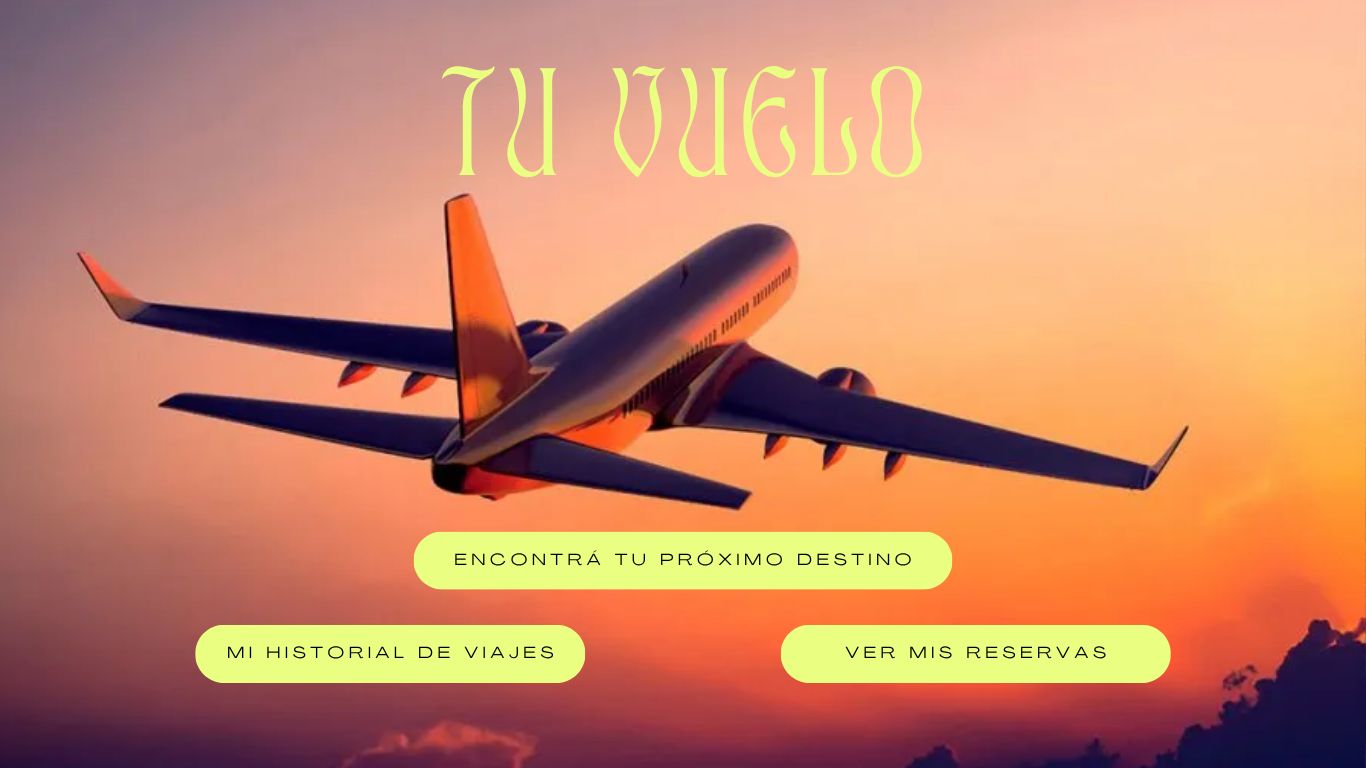 TU VUELO
ENCONTRÁ TU PRÓXIMO DESTINO
MI HISTORIAL DE VIAJES
VER MIS RESERVAS